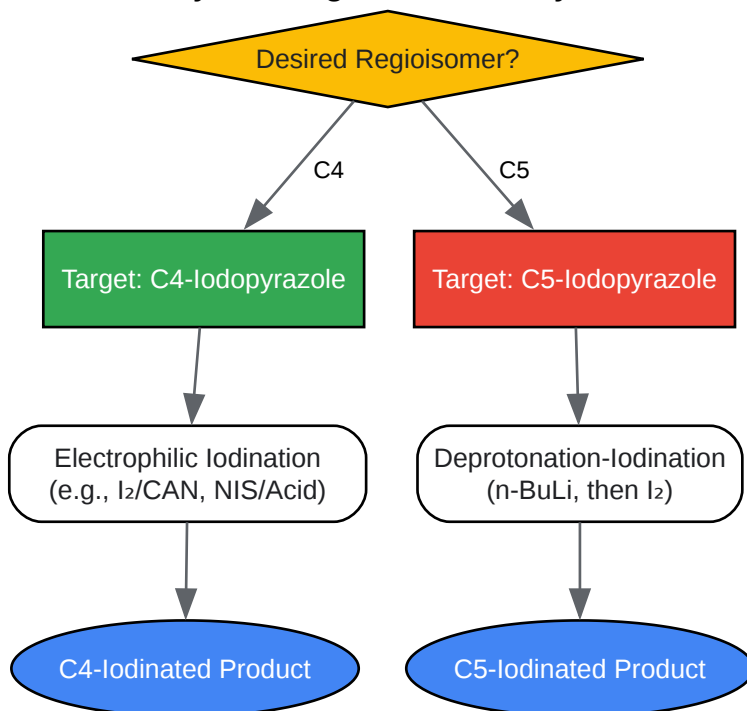 Desired Regioisomer?
C4
C5
Target: C4-Iodopyrazole
Target: C5-Iodopyrazole
Electrophilic Iodination
(e.g., I₂/CAN, NIS/Acid)
Deprotonation-Iodination
(n-BuLi, then I₂)
C4-Iodinated Product
C5-Iodinated Product